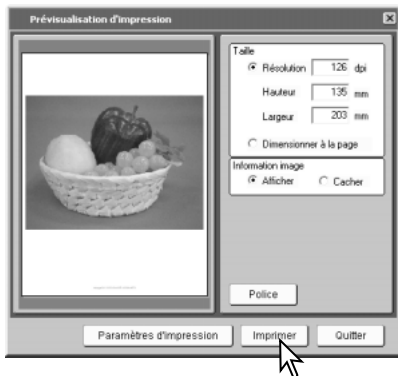 Prévisualisation d'impression
Taille
Résolution 126 dpi
Hauteur 135 mm
Largeur 203 mm
Dimensionner à la page
Information image
Afficher Cacher
Police
Paramètres d'impression Imprimer Quitter